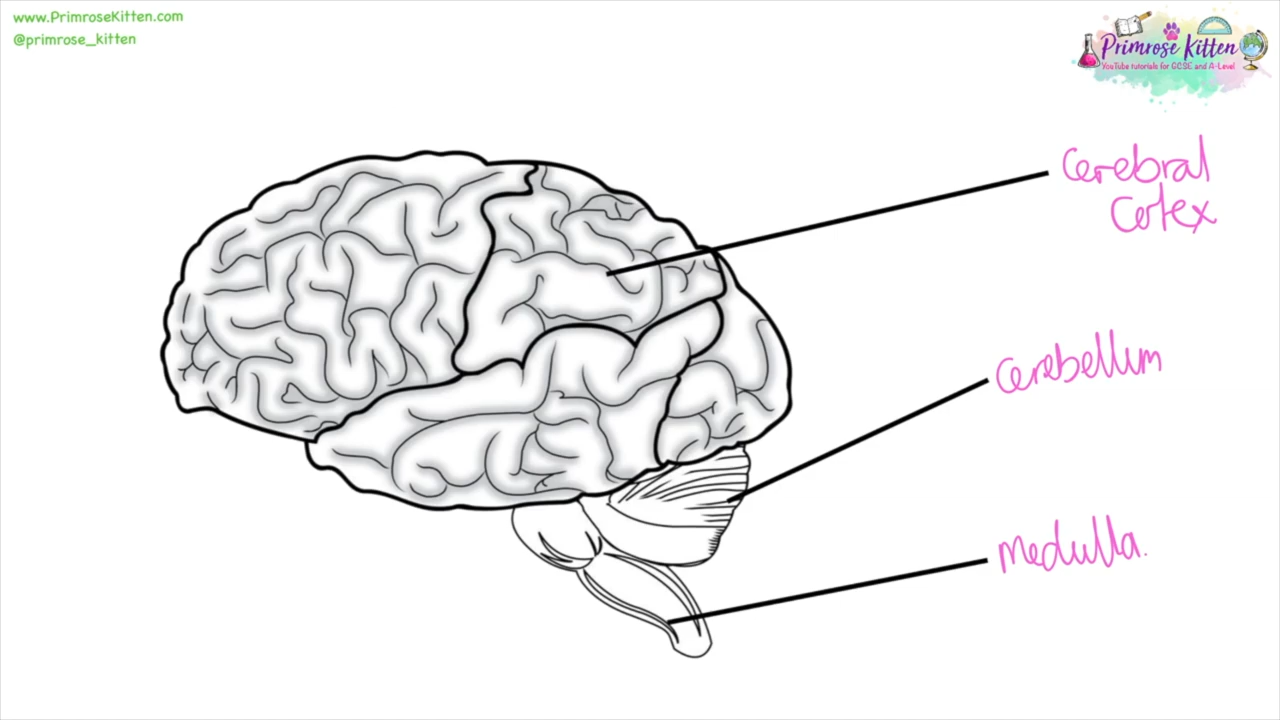 www.PrimroseKitten.com
@primrose_kitten
Primrose Kitten
YouTube tutorials for GCSE and A-Level
Cerebral
Cortex
Cerebellum
Medulla.